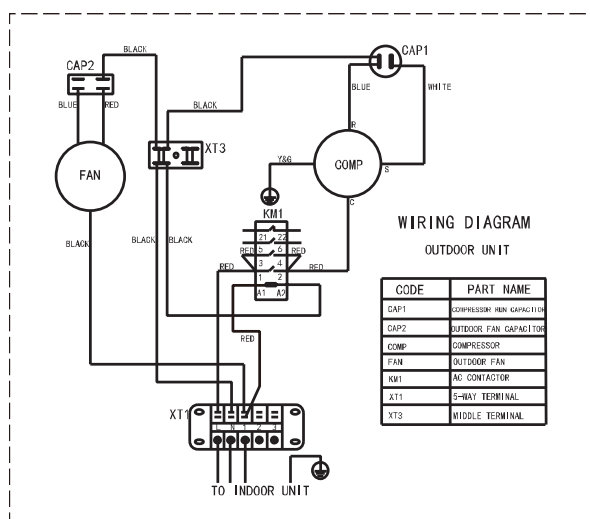 BLACK
CAP2
CAP1
BLUE
RED
BLUE
WHITE
BLACK
R
XT3
FAN
Y&G
COMP
S
C
KM1
BLACK
BLACK
BLACK
21 22
RED 5 6 RED
3 4
RED
RED
1 2
A1 A2
RED
WIRING DIAGRAM
OUTDOOR UNIT
CODE PART NAME
CAP1 COMPRESSOR RUN CAPACITOR
CAP2 OUTDOOR FAN CAPACITOR
COMP COMPRESSOR
FAN OUTDOOR FAN
KM1 AC CONTACTOR
XT1 5-WAY TERMINAL
XT3 MIDDLE TERMINAL
XT1
L N 1 2 3
TO INDOOR UNIT